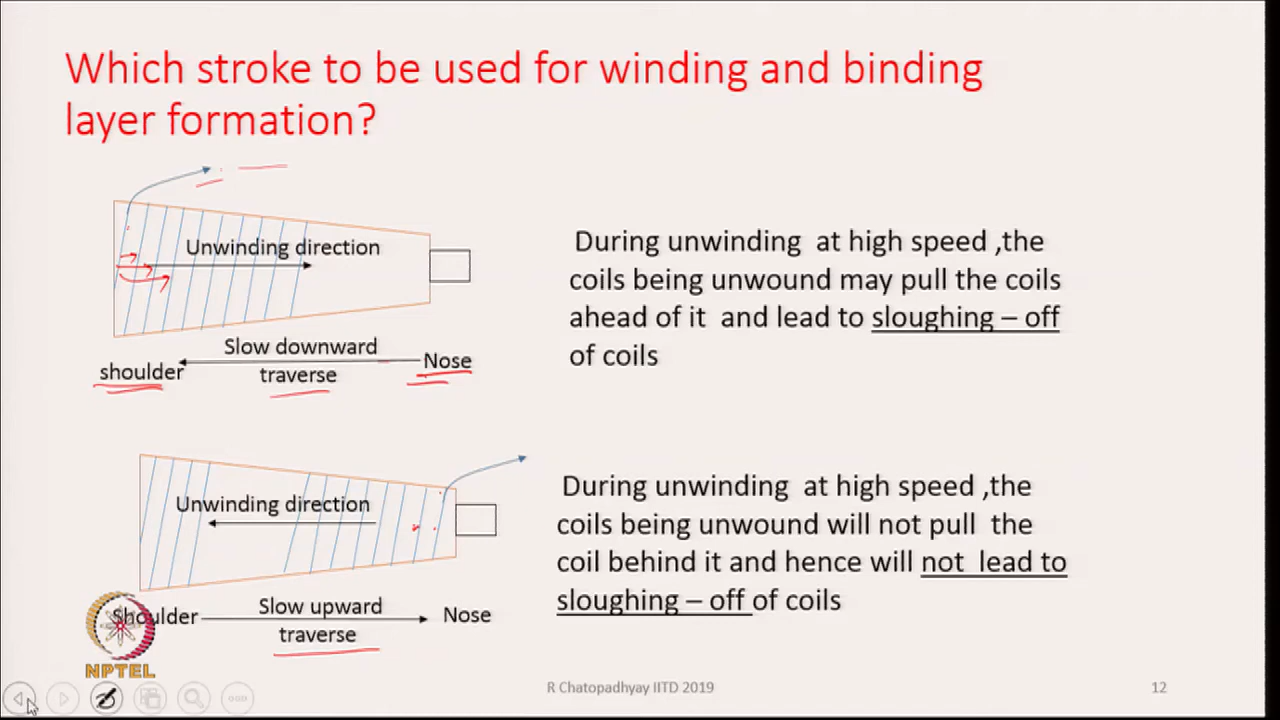 Which stroke to be used for winding and binding
layer formation?
Unwinding direction
Slow downward
traverse
shoulder
Nose
During unwinding at high speed ,the
coils being unwound may pull the coils
ahead of it and lead to sloughing – off
of coils
Unwinding direction
Slow upward
traverse
Shoulder
Nose
During unwinding at high speed ,the
coils being unwound will not pull the
coil behind it and hence will not lead to
sloughing – off of coils
NPTEL
R Chatopadhyay IITD 2019
12